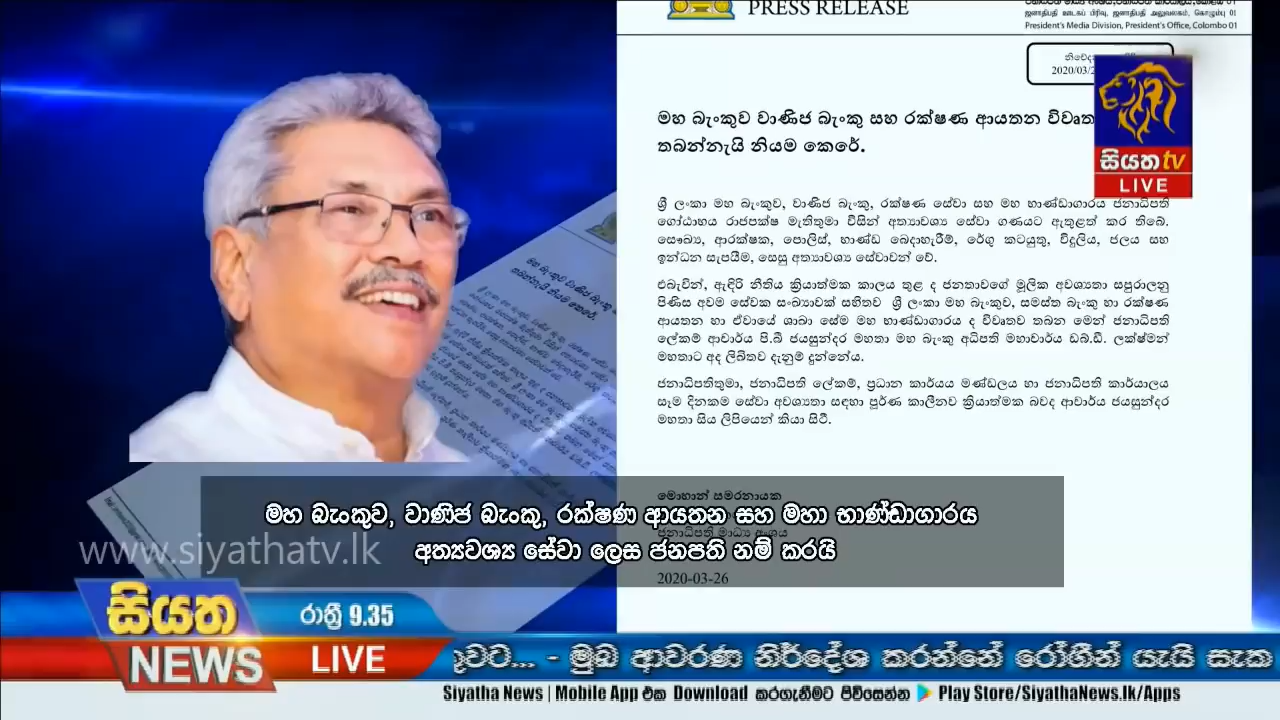 PRESS RELEASE
ජනාධිපති ඊඩකப් பிரிவு, ஜனாதிபதி அலுவலகம், கொழும்பு 01
President's Media Division, President's Office, Colombo 01
2020/03/
මහ බැංකුව වාණිජ බැංකු සහ රක්ෂණ ආයතන විවෘත
තබන්නැයි නියම කෙරේ.
ශ්‍රී ලංකා මහ බැංකුව, වාණිජ බැංකු, රක්ෂණ සේවා සහ මහ භාණ්ඩාගාරය ජනාධිපති
ගෝඨාභය රාජපක්ෂ මැතිතුමා විසින් අත්‍යාවශ්‍ය සේවා ගණයට ඇතුළත් කර තිබේ.
සෞඛ්‍ය, ආරක්ෂක, පොලිස්, භාණ්ඩ බෙදාහැරීම්, රේගු කටයුතු, විදුලිය, ජලය සහ
ඉන්ධන සැපයීම, සෙසු අත්‍යාවශ්‍ය සේවාවන් වේ.
එබැවින්, ඇඳිරි නීතිය ක්‍රියාත්මක කාලය තුළ ද ජනතාවගේ මූලික අවශ්‍යතා සපුරාලනු
පිණිස අවම සේවක සංඛ්‍යාවක් සහිතව ශ්‍රී ලංකා මහ බැංකුව, සමස්ත බැංකු හා රක්ෂණ
ආයතන හා ඒවායේ ශාඛා සේම මහ භාණ්ඩාගාරය ද විවෘතව තබන මෙන් ජනාධිපති
ලේකම් ආචාර්ය පී.බී ජයසුන්දර මහතා මහ බැංකු අධිපති මහාචාර්ය ඩබ්.ඩී. ලක්ෂ්මන්
මහතාට අද ලිඛිතව දැනුම් දුන්නේය.
ජනාධිපතිතුමා, ජනාධිපති ලේකම්, ප්‍රධාන කාර්යය මණ්ඩලය හා ජනාධිපති කාර්යාලය
සෑම දිනකම සේවා අවශ්‍යතා සඳහා පූර්ණ කාලීනව ක්‍රියාත්මක බවද ආචාර්ය ජයසුන්දර
මහතා සිය ලිපියෙන් කියා සිටී.
මොහාන් සමරනායක
2020-03-26
සියත tv
LIVE
මහ බැංකුව, වාණිජ බැංකු, රක්ෂණ ආයතන සහ මහා භාණ්ඩාගාරය
අත්‍යවශ්‍ය සේවා ලෙස ජනපති නම් කරයි
www.siyathatv.lk
සියත
NEWS
රාත්‍රී 9.35
LIVE
- මුඛ ආවරණ නිර්දේශ කරන්නේ රෝගීන් යැයි සැක
Siyatha News | Mobile App එක Download කරගැනීමට පිවිසෙන්න Play Store/SiyathaNews.lk/Apps